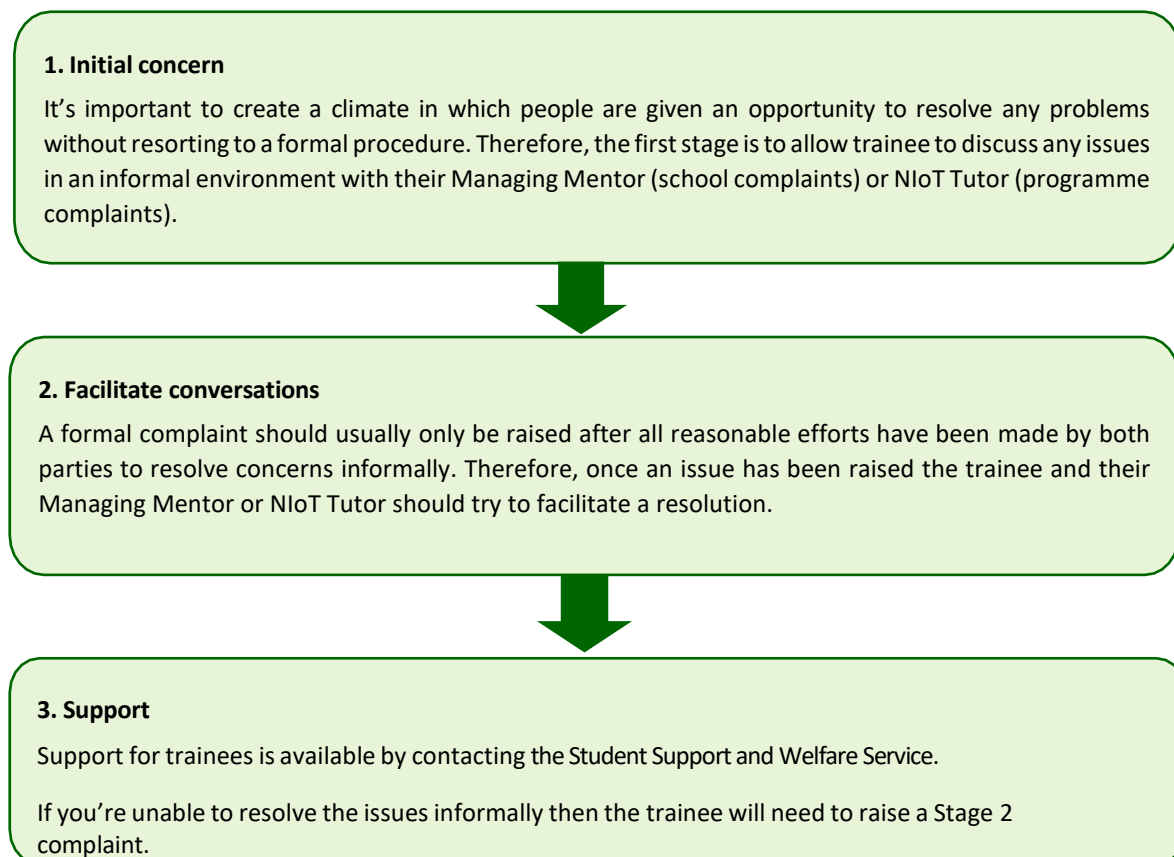 1. Initial concern
It’s important to create a climate in which people are given an opportunity to resolve any problems
without resorting to a formal procedure. Therefore, the first stage is to allow trainee to discuss any issues
in an informal environment with their Managing Mentor (school complaints) or NIoT Tutor (programme
complaints).
2. Facilitate conversations
A formal complaint should usually only be raised after all reasonable efforts have been made by both
parties to resolve concerns informally. Therefore, once an issue has been raised the trainee and their
Managing Mentor or NIoT Tutor should try to facilitate a resolution.
3. Support
Support for trainees is available by contacting the Student Support and Welfare Service.
If you’re unable to resolve the issues informally then the trainee will need to raise a Stage 2
complaint.